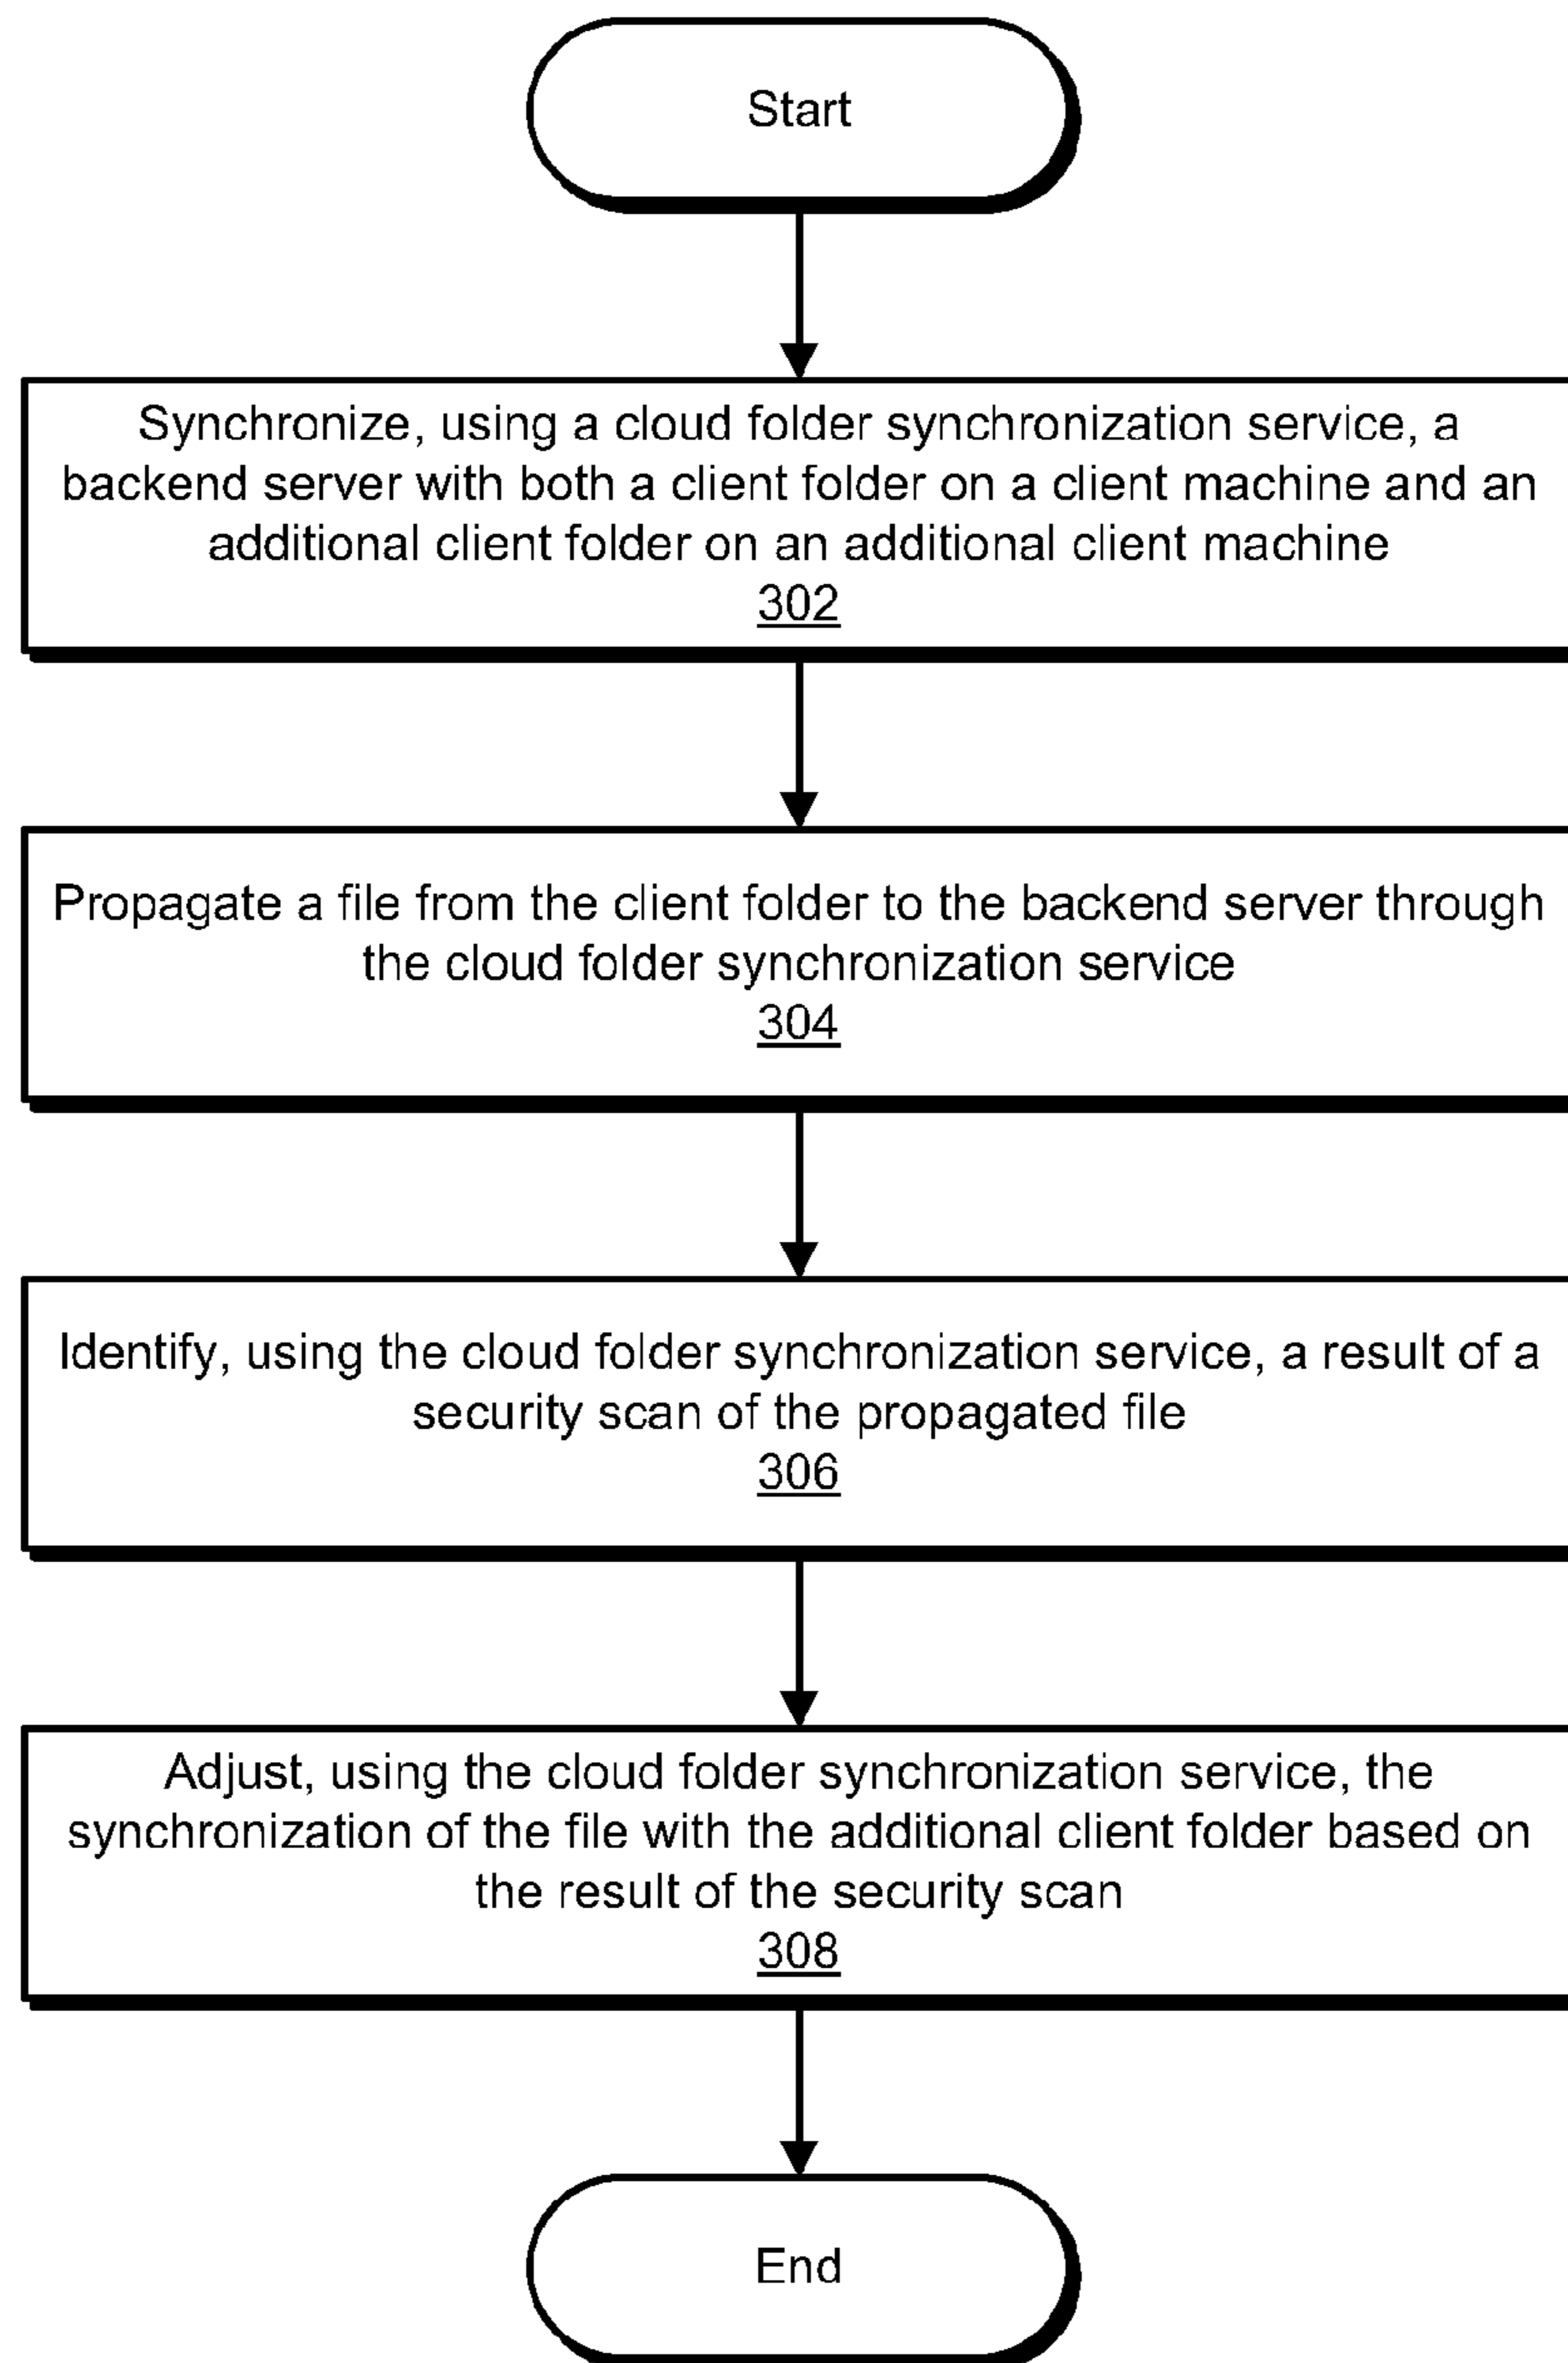 Start
Synchronize, using a cloud folder synchronization service, a
backend server with both a client folder on a client machine and an
additional client folder on an additional client machine
302
Propagate a file from the client folder to the backend server through
the cloud folder synchronization service
304
Identify, using the cloud folder synchronization service, a result of a
security scan of the propagated file
306
Adjust, using the cloud folder synchronization service, the
synchronization of the file with the additional client folder based on
the result of the security scan
308
End